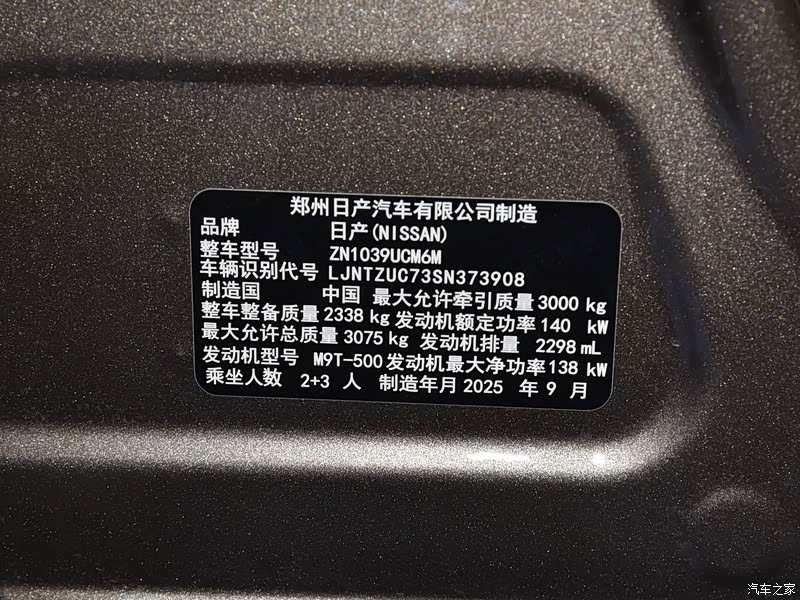 郑州日产汽车有限公司制造
品牌 日产(NISSAN)
整车型号 ZN1039UCM6M
车辆识别代号 LJNTZUC73SN373908
制造国 中国 最大允许牵引质量 3000 kg
整车整备质量 2338 kg 发动机额定功率 140 kW
最大允许总质量 3075 kg 发动机排量 2298 mL
发动机型号 M9T-500 发动机最大净功率 138 kW
乘坐人数 2+3 人 制造年月 2025 年 9 月
汽车之家